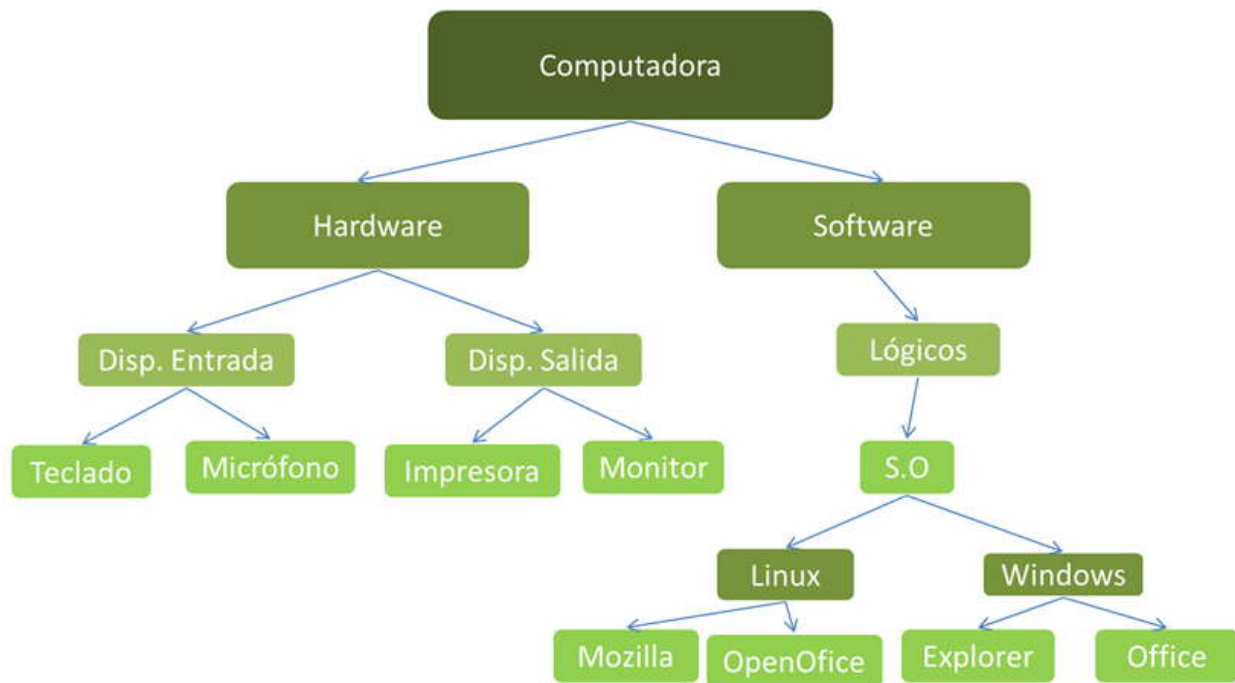 Computadora
Hardware
Software
Disp. Entrada
Disp. Salida
Lógicos
Teclado
Micrófono
Impresora
Monitor
S.O
Linux
Windows
Mozilla
OpenOfice
Explorer
Office